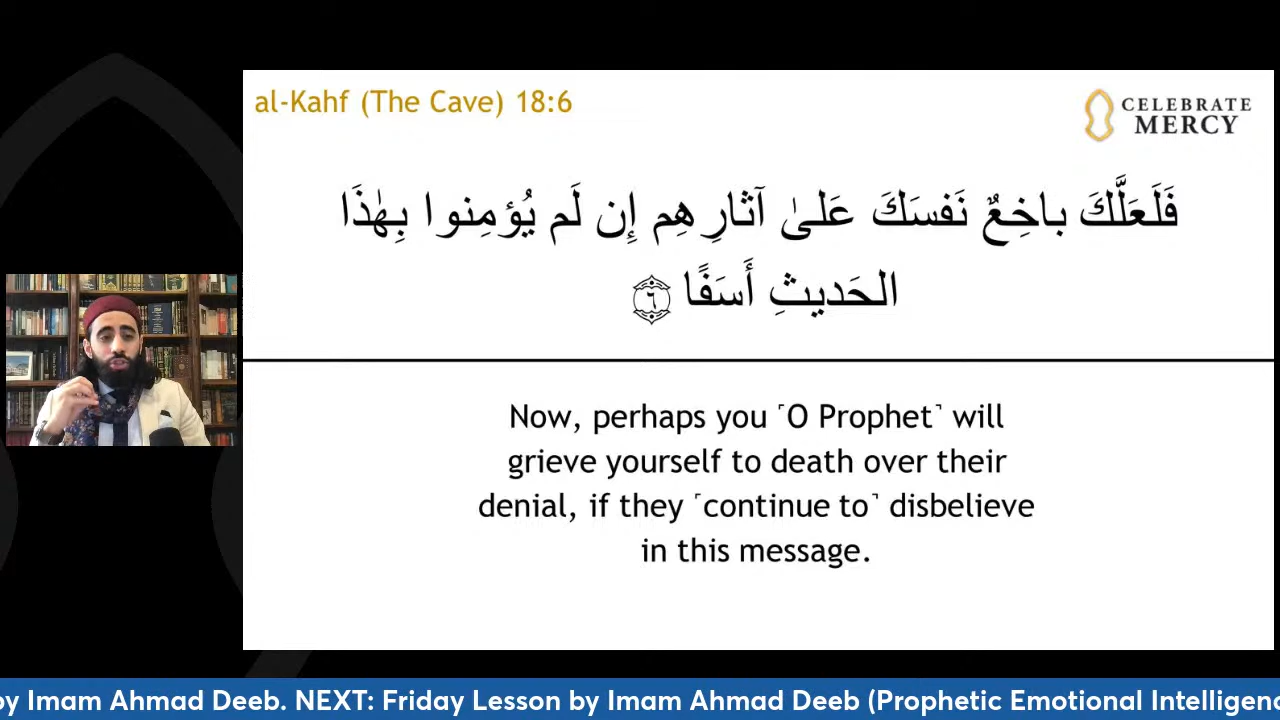 al-Kahf (The Cave) 18:6
CELEBRATE
MERCY
فَلَعَلَّكَ باخِعٌ نَفسَكَ عَلىٰ آثارِهِم إِن لَم يُؤمِنوا بِهٰذَا
الحَديثِ أَسَفًا ٦
Now, perhaps you ˹O Prophet˺ will
grieve yourself to death over their
denial, if they ˹continue to˺ disbelieve
in this message.
by Imam Ahmad Deeb. NEXT: Friday Lesson by Imam Ahmad Deeb (Prophetic Emotional Intelligenc